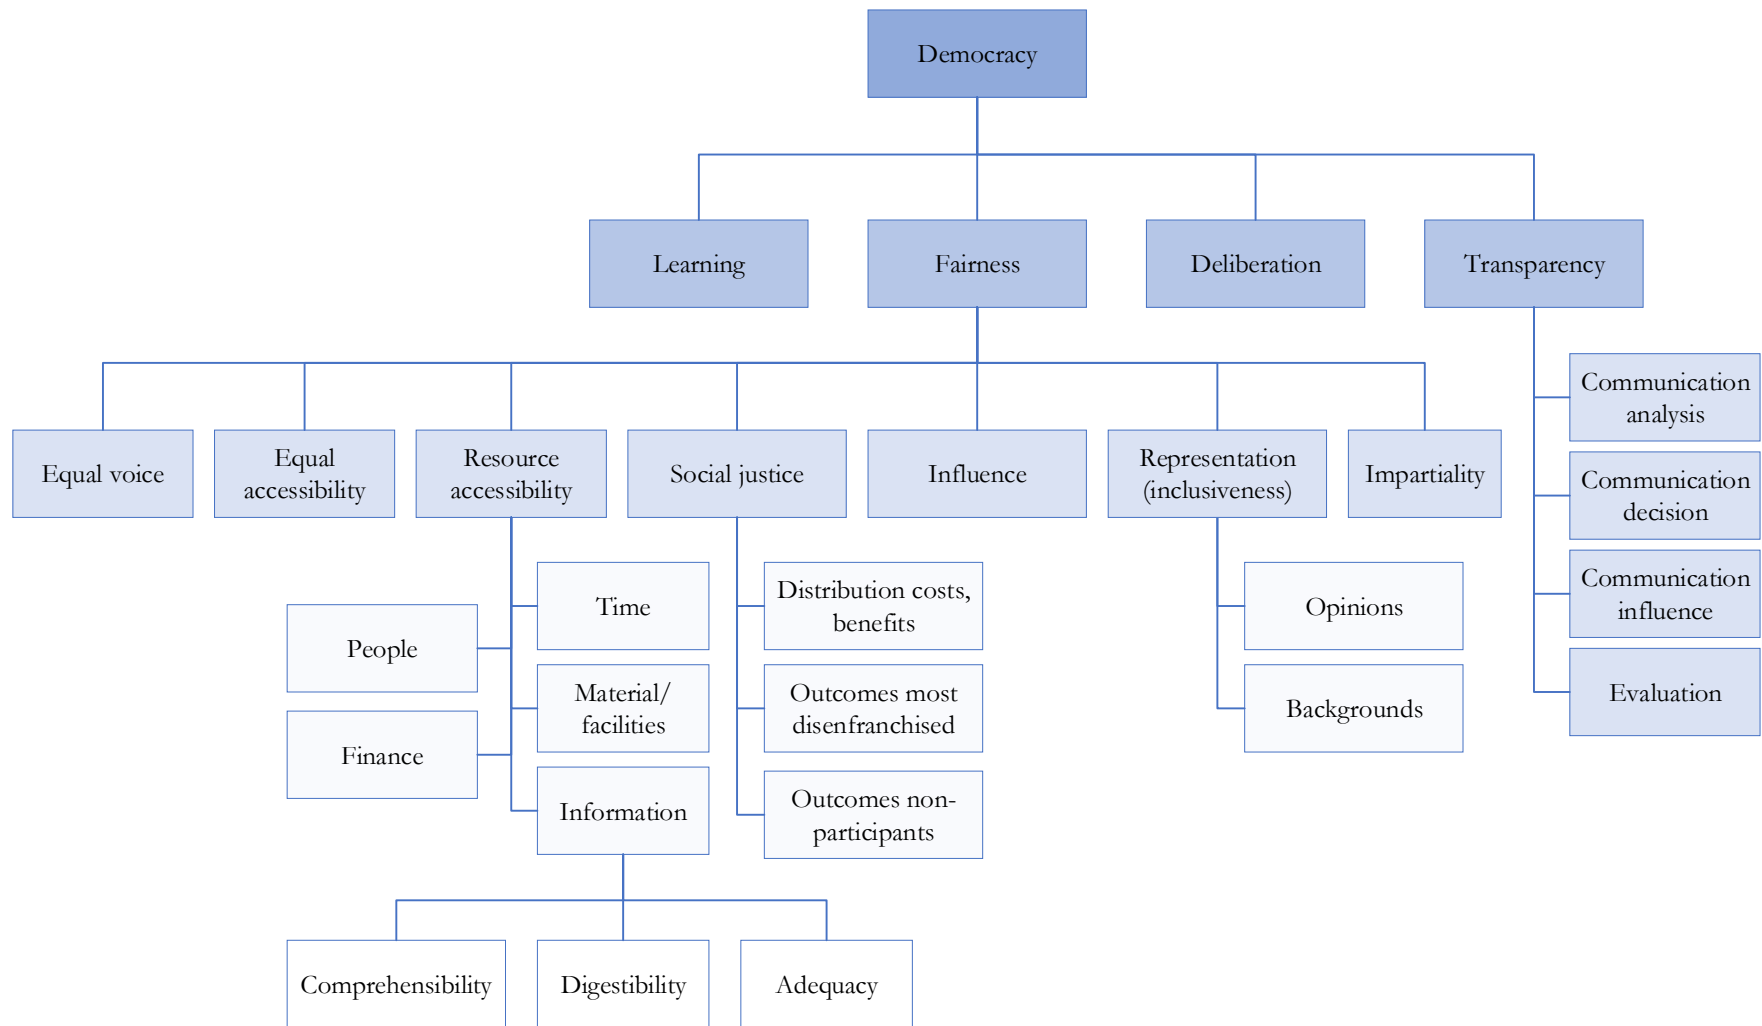 Democracy
Learning
Fairness
Deliberation
Transparency
Communication
analysis
Communication
decision
Communication
influence
Evaluation
Equal voice
Equal
accessibility
Resource
accessibility
Social justice
Influence
Representation
(inclusiveness)
Impartiality
People
Finance
Time
Material/
facilities
Information
Distribution costs,
benefits
Outcomes most
disenfranchised
Outcomes non-
participants
Opinions
Backgrounds
Comprehensibility
Digestibility
Adequacy